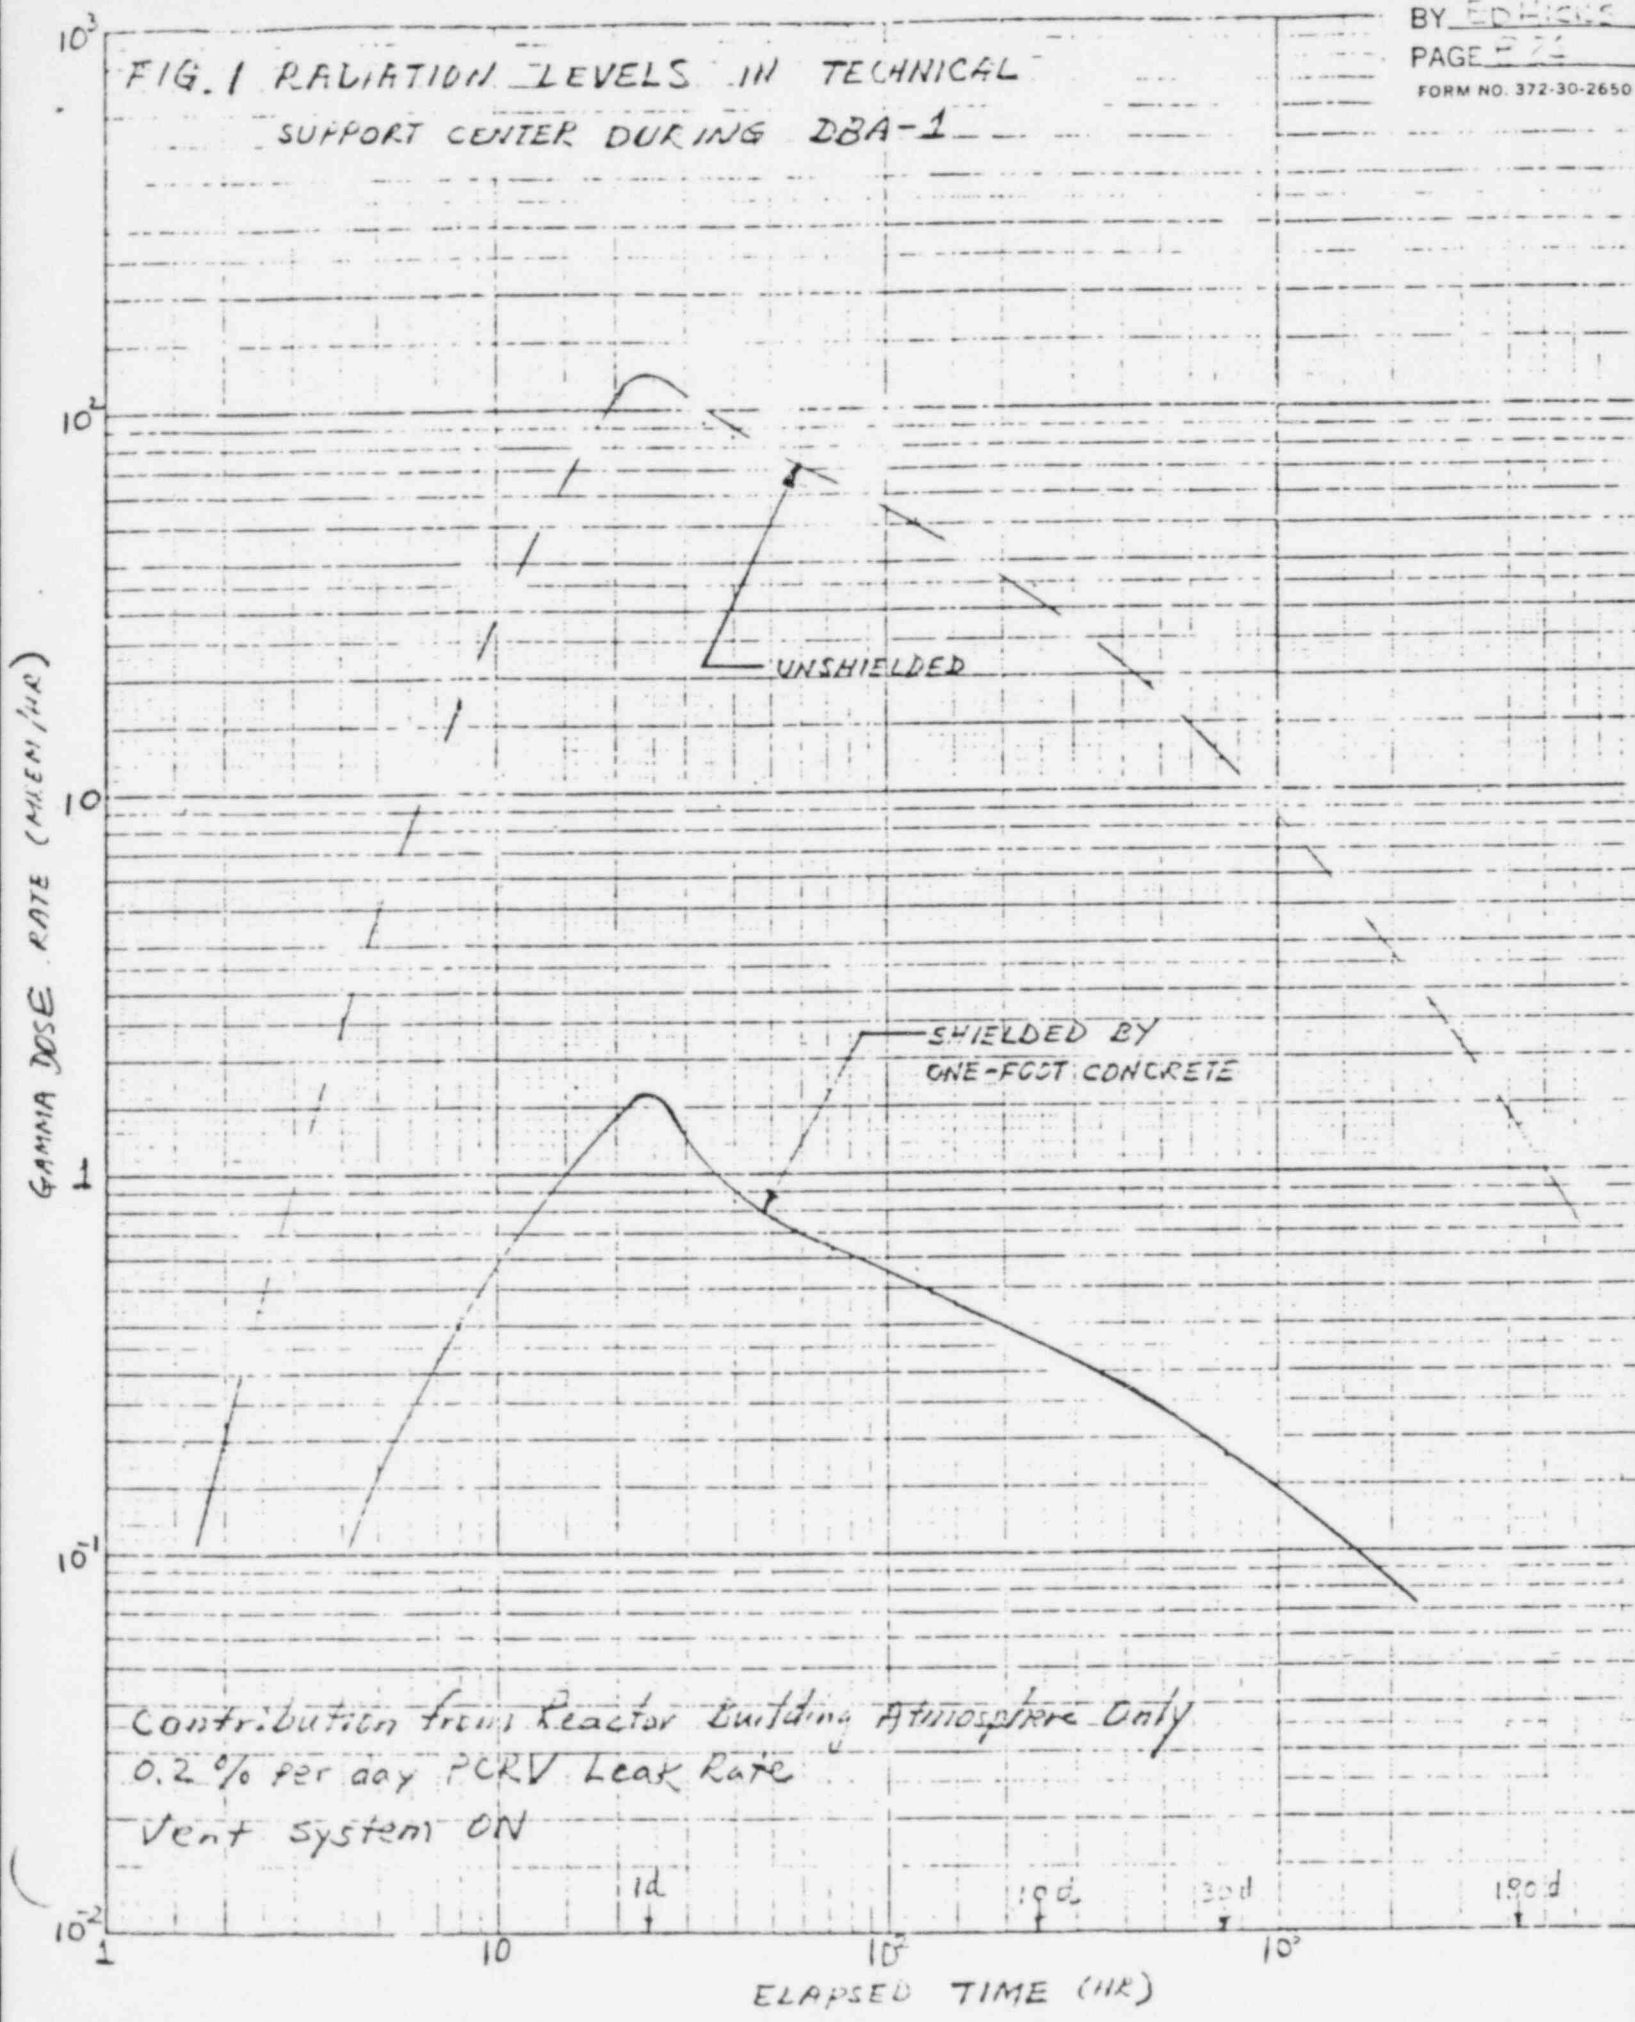 BY ED HICKS
PAGE
FORM NO. 372-30-2650
FIG. 1 RADIATION LEVELS IN TECHNICAL
SUPPORT CENTER DURING DBA-1
10³
10²
10
1
10⁻¹
10⁻²
GAMMA DOSE RATE (MREM/HR)
UNSHIELDED
SHIELDED BY
ONE-FOOT CONCRETE
Contribution from Reactor Building Atmosphere Only
0.2 % per day PCRV Leak Rate
Vent system ON
1d 10d 30d 180d
1 10 10² 10³
ELAPSED TIME (HR)